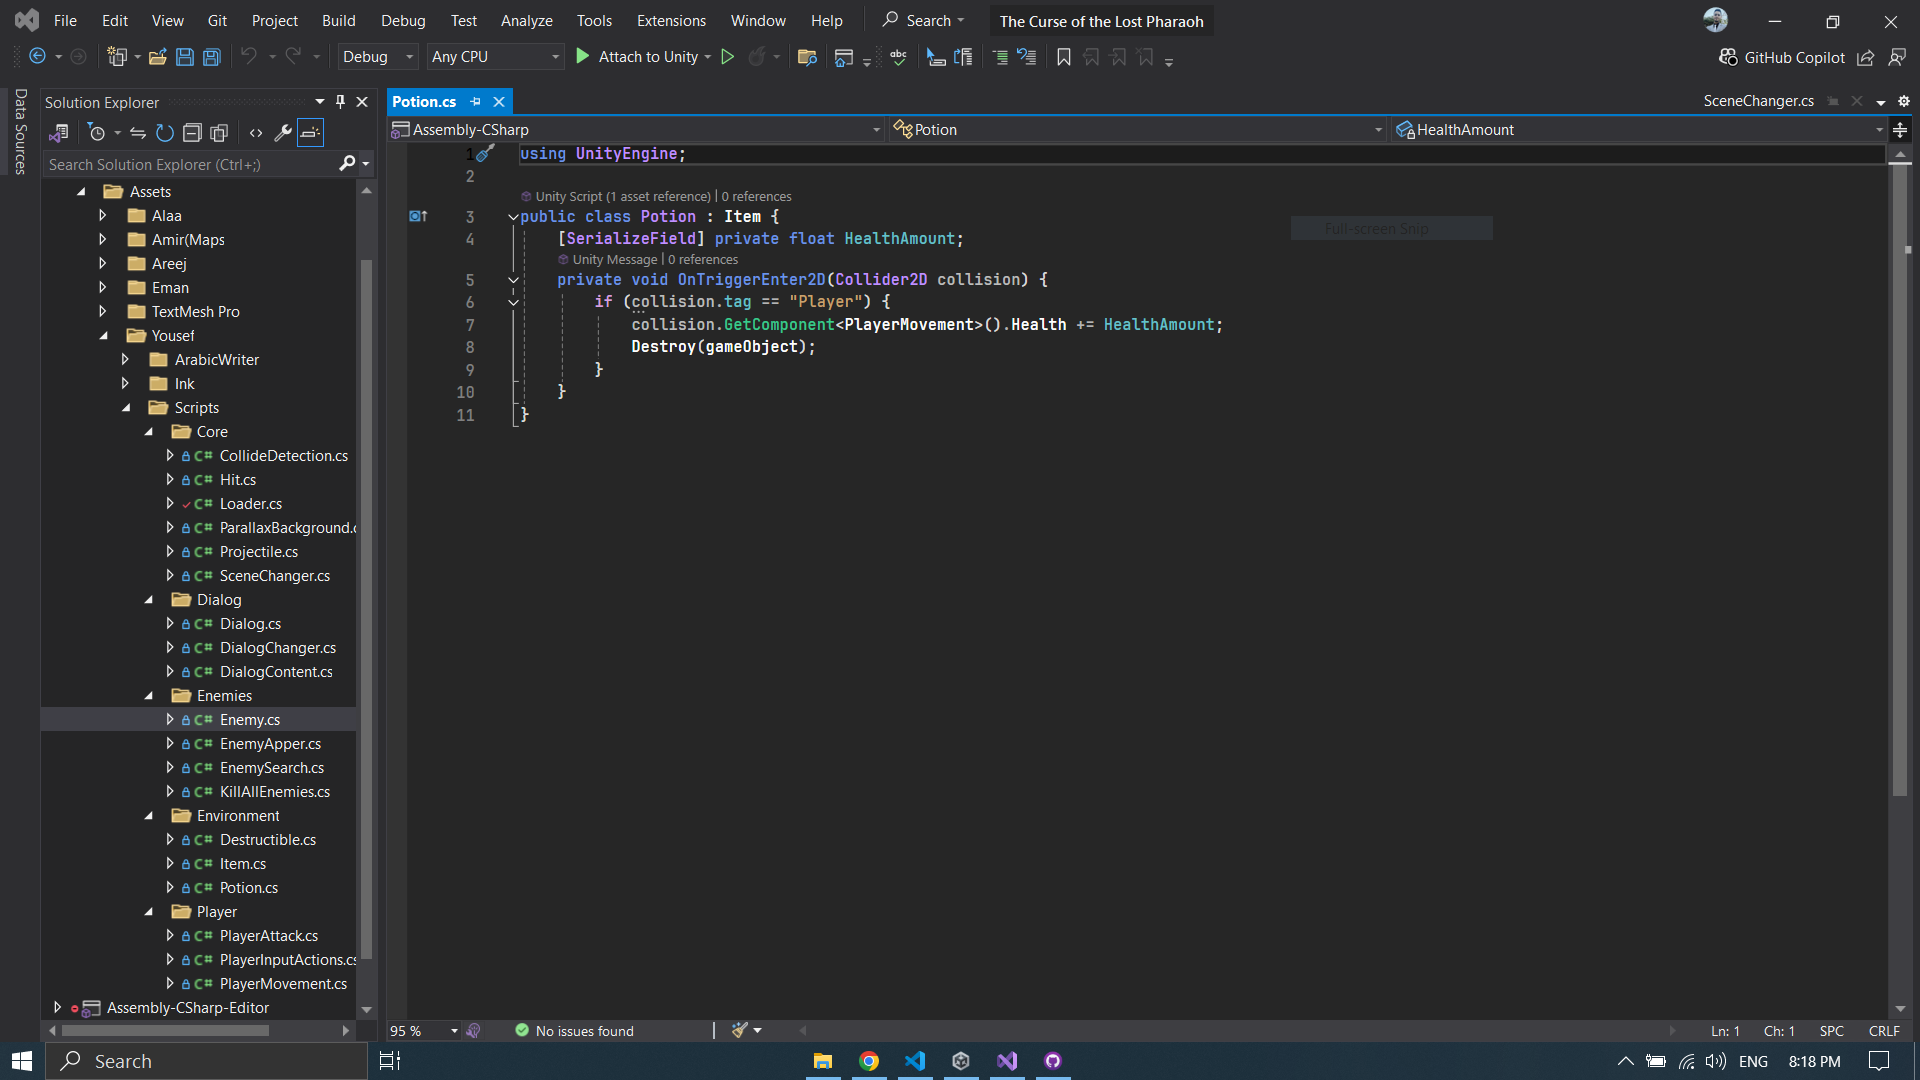 File Edit View Git Project Build Debug Test Analyze Tools Extensions Window Help Search The Curse of the Lost Pharaoh
Debug Any CPU Attach to Unity GitHub Copilot
Data Sources
Solution Explorer
Search Solution Explorer (Ctrl+;)
Assets
Alaa
Amir(Maps
Areej
Eman
TextMesh Pro
Yousef
ArabicWriter
Ink
Scripts
Core
C# CollideDetection.cs
C# Hit.cs
C# Loader.cs
C# ParallaxBackground.c
C# Projectile.cs
C# SceneChanger.cs
Dialog
C# Dialog.cs
C# DialogChanger.cs
C# DialogContent.cs
Enemies
C# Enemy.cs
C# EnemyApper.cs
C# EnemySearch.cs
C# KillAllEnemies.cs
Environment
C# Destructible.cs
C# Item.cs
C# Potion.cs
Player
C# PlayerAttack.cs
C# PlayerInputActions.cs
C# PlayerMovement.cs
Assembly-CSharp-Editor
Potion.cs SceneChanger.cs
Assembly-CSharp Potion HealthAmount
1 using UnityEngine;
2
Unity Script (1 asset reference) | 0 references
3 public class Potion : Item {
Full-screen Snip
4 [SerializeField] private float HealthAmount;
Unity Message | 0 references
5 private void OnTriggerEnter2D(Collider2D collision) {
6 if (collision.tag == "Player") {
7 collision.GetComponent<PlayerMovement>().Health += HealthAmount;
8 Destroy(gameObject);
9 }
10 }
11 }
95 % No issues found Ln: 1 Ch: 1 SPC CRLF
Search ENG 8:18 PM